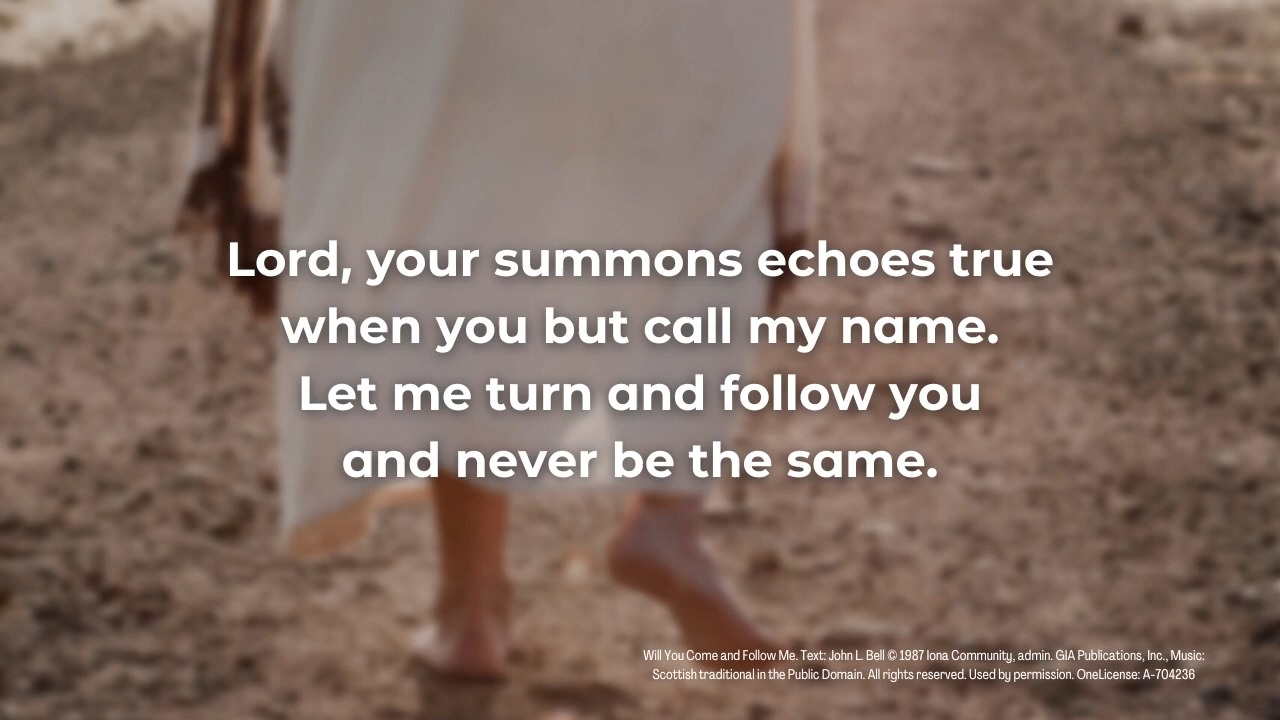 Lord, your summons echoes true
when you but call my name.
Let me turn and follow you
and never be the same.
Will You Come and Follow Me. Text: John L. Bell © 1987 Iona Community, admin. GIA Publications, Inc., Music:
Scottish traditional in the Public Domain. All rights reserved. Used by permission. OneLicense: A-704236